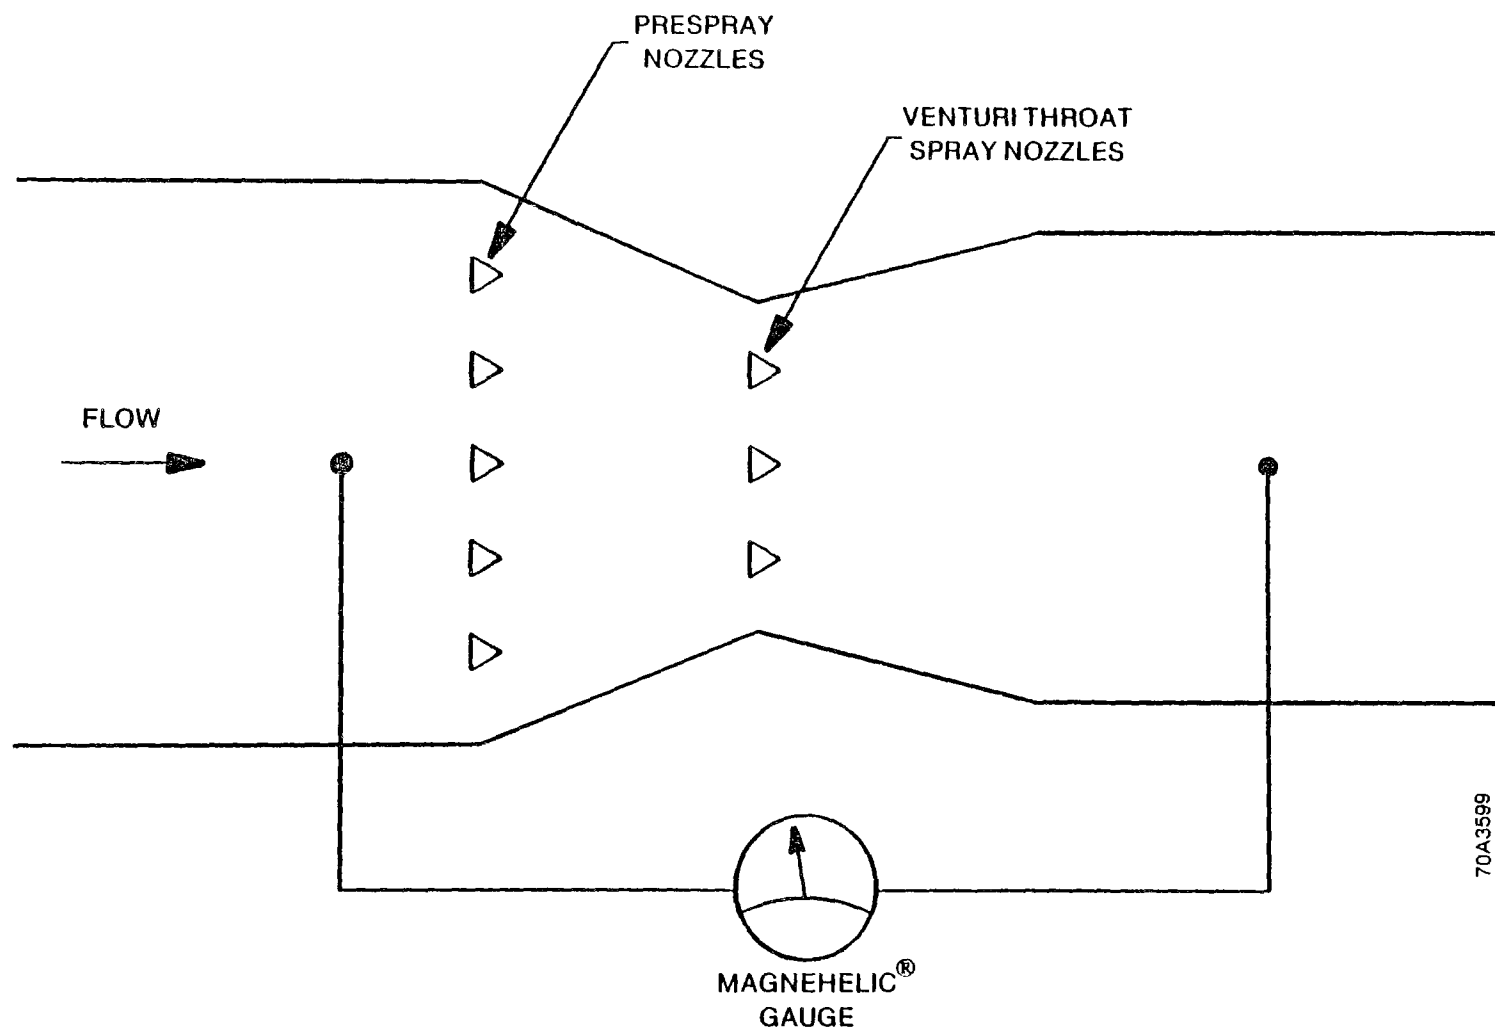 PRESPRAY
NOZZLES
VENTURI THROAT
SPRAY NOZZLES
FLOW
MAGNEHELIC®
GAUGE
70A3599